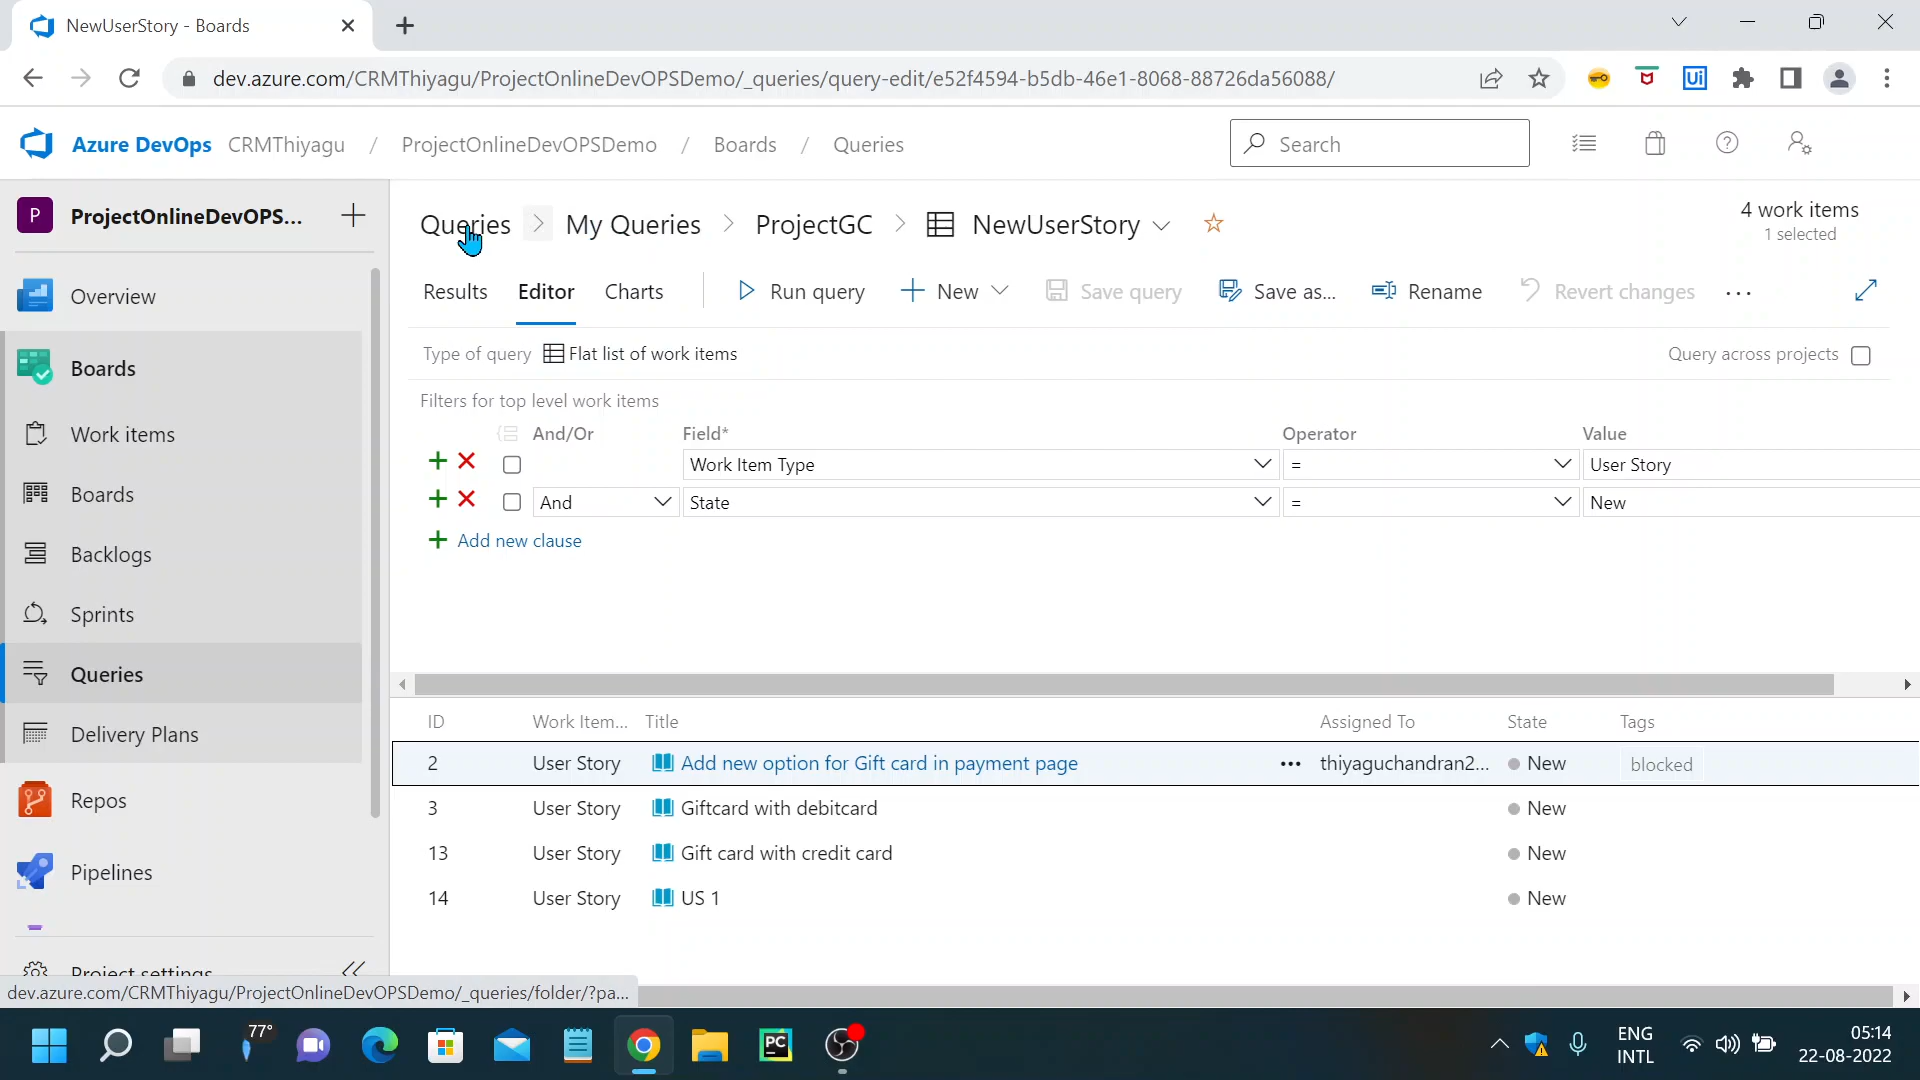 NewUserStory - Boards
dev.azure.com/CRMThiyagu/ProjectOnlineDevOPSDemo/_queries/query-edit/e52f4594-b5db-46e1-8068-88726da56088/
Ui
Azure DevOps CRMThiyagu / ProjectOnlineDevOPSDemo / Boards / Queries
Search
P ProjectOnlineDevOPS...
Overview
Boards
Work items
Boards
Backlogs
Sprints
Queries
Delivery Plans
Repos
Pipelines
Project settings
dev.azure.com/CRMThiyagu/ProjectOnlineDevOPSDemo/_queries/folder/?pa...
Queries > My Queries > ProjectGC > NewUserStory
4 work items
1 selected
Results Editor Charts Run query New Save query Save as... Rename Revert changes ...
Type of query Flat list of work items Query across projects
Filters for top level work items
And/Or Field* Operator Value
Work Item Type = User Story
And State = New
Add new clause
ID Work Item... Title Assigned To State Tags
2 User Story Add new option for Gift card in payment page ... thiyaguchandran2... New blocked
3 User Story Giftcard with debitcard New
13 User Story Gift card with credit card New
14 User Story US 1 New
77°
PC
ENG
INTL
05:14
22-08-2022